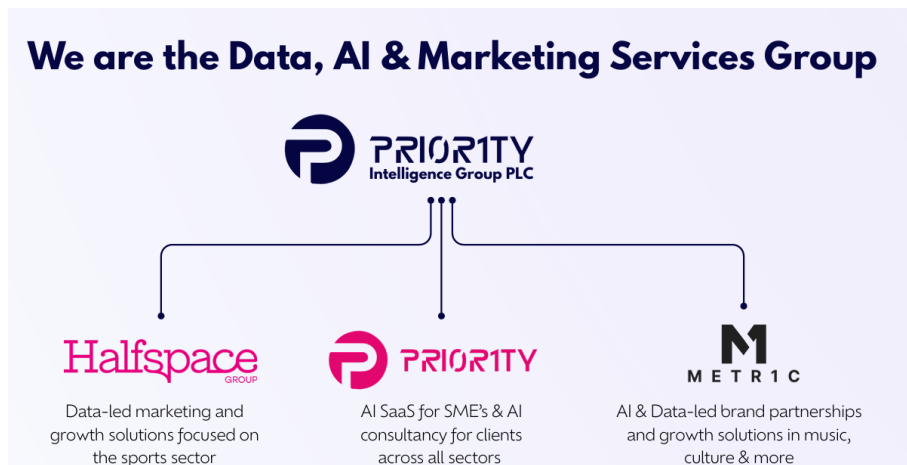 We are the Data, AI & Marketing Services Group
PRIOR1TY
Intelligence Group PLC
Halfspace
GROUP
Data-led marketing and
growth solutions focused on
the sports sector
PRIOR1TY
AI SaaS for SME's & AI
consultancy for clients
across all sectors
METR1C
AI & Data-led brand partnerships
and growth solutions in music,
culture & more